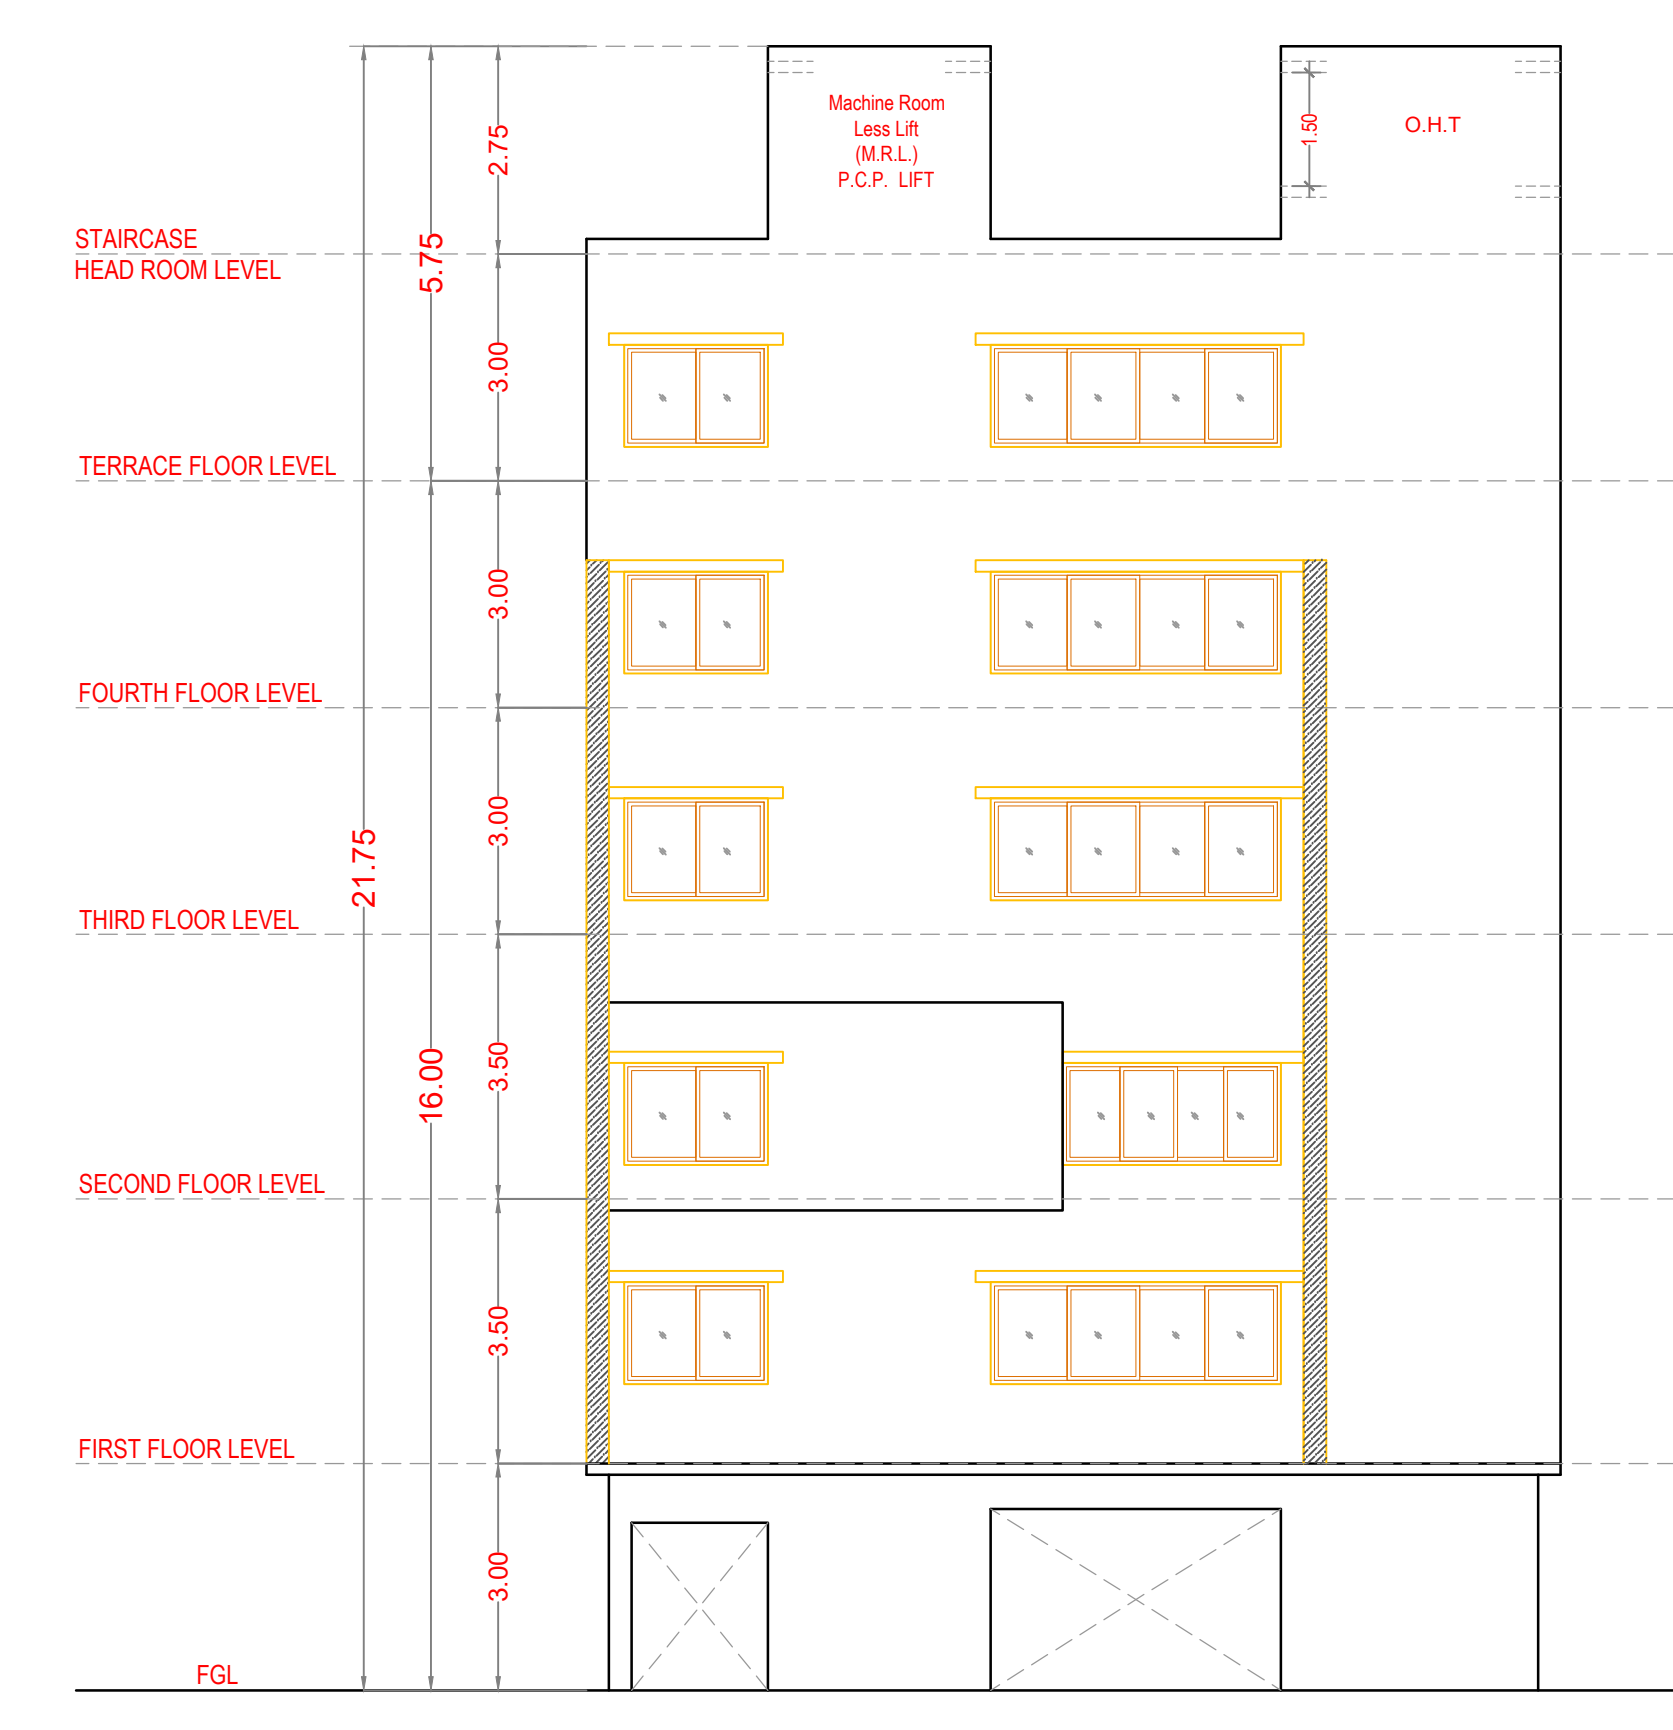 Machine Room
Less Lift
(M.R.L.)
P.C.P. LIFT
1.50
O.H.T
2.75
STAIRCASE
HEAD ROOM LEVEL
5.75
3.00
TERRACE FLOOR LEVEL
3.00
FOURTH FLOOR LEVEL
3.00
21.75
THIRD FLOOR LEVEL
16.00
3.50
SECOND FLOOR LEVEL
3.50
FIRST FLOOR LEVEL
3.00
FGL